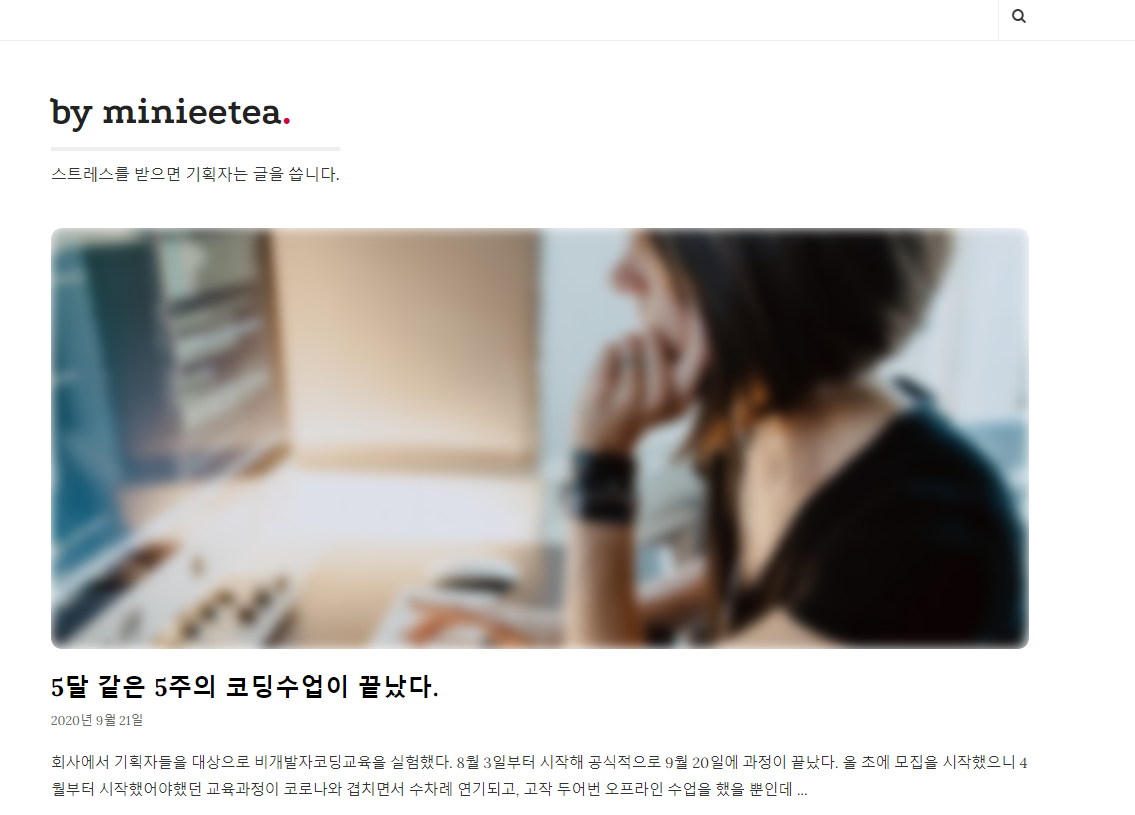 by minieetea.
스트레스를 받으면 기획자는 글을 씁니다.
5달 같은 5주의 코딩수업이 끝났다.
2020년 9월 21일
회사에서 기획자들을 대상으로 비개발자코딩교육을 실험했다. 8월 3일부터 시작해 공식적으로 9월 20일에 과정이 끝났다. 올 조에 모집을 시작했으니 4
월부터 시작했어야했던 교육과정이 코로나와 겹치면서 수차례 연기되고, 고작 두어번 오프라인 수업을 했을 뿐인데 ...